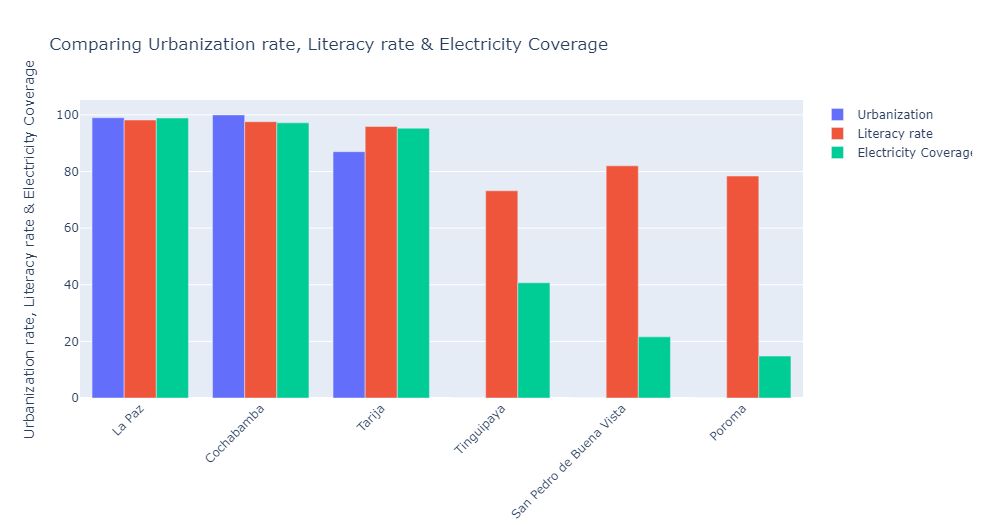 Comparing Urbanization rate, Literacy rate & Electricity Coverage
Urbanization rate, Literacy rate & Electricity Coverage
100
80
60
40
20
0
La Paz
Cochabamba
Tarija
Tinguipaya
San Pedro de Buena Vista
Poroma
Urbanization
Literacy rate
Electricity Coverage